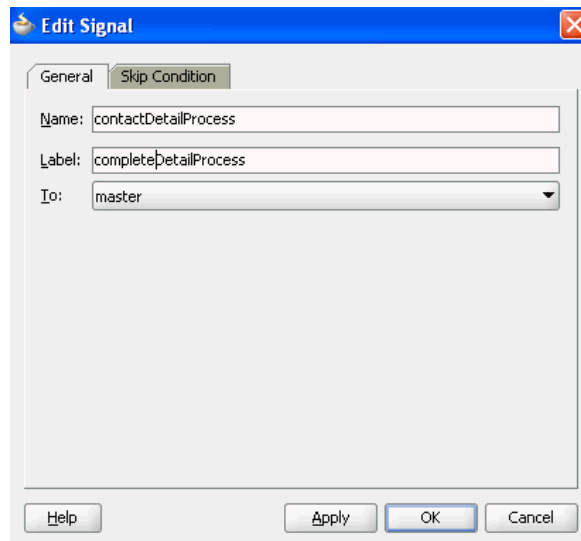 Edit Signal
General Skip Condition
Name: contactDetailProcess
Label: completeDetailProcess
To: master
Help Apply OK Cancel